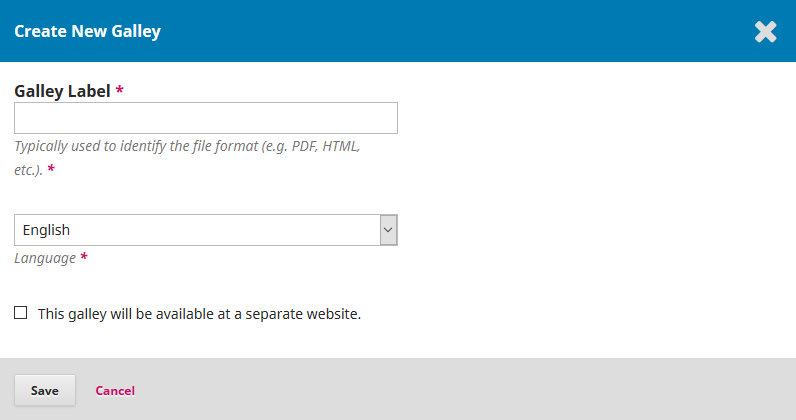 Create New Galley
Galley Label *
Typically used to identify the file format (e.g. PDF, HTML,
etc.). *
English
Language *
This galley will be available at a separate website.
Save Cancel